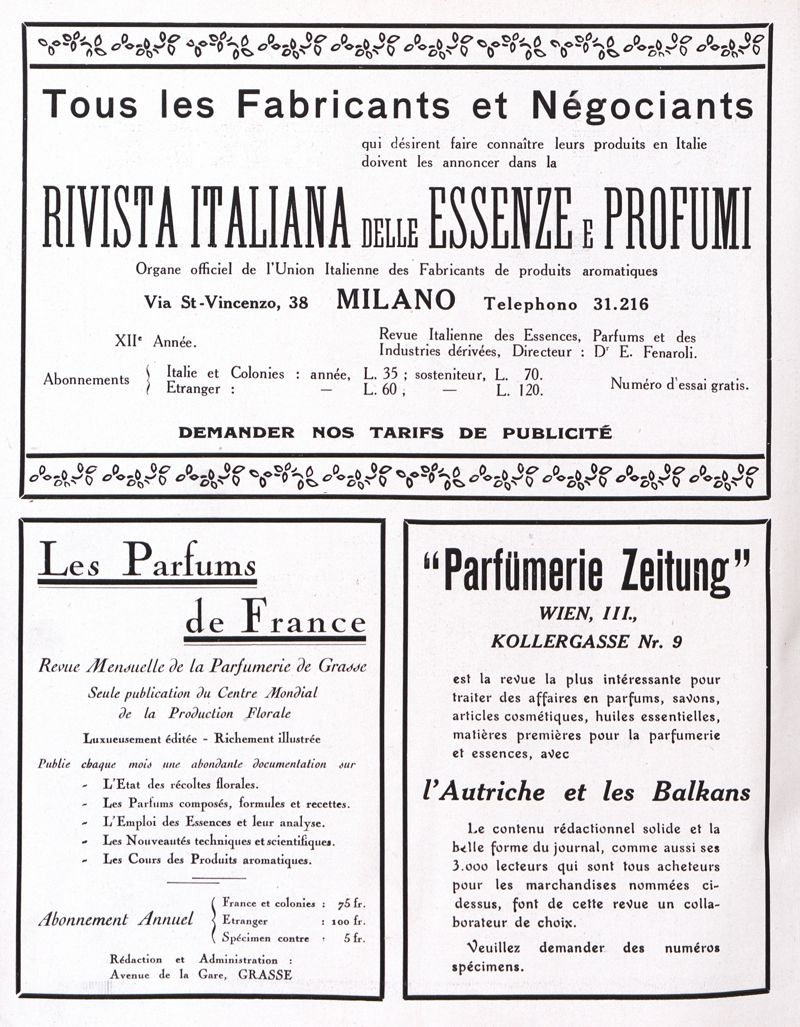 Tous les Fabricants et Négociants
qui désirent faire connaître leurs produits en Italie
doivent les annoncer dans la
RIVISTA ITALIANA DELLE ESSENZE E PROFUMI
Organe officiel de l'Union Italienne des Fabricants de produits aromatiques
Via St-Vincenzo, 38 MILANO Telephono 31.216
XIIe Année.
Revue Italienne des Essences, Parfums et des
Industries dérivées, Directeur : Dr E. Fenaroli.
Abonnements { Italie et Colonies : année, L. 35 ; sosteniteur, L. 70.
Etranger : — L. 60 ; — L. 120.
Numéro d'essai gratis.
DEMANDER NOS TARIFS DE PUBLICITÉ
Les Parfums
de France
Revue Mensuelle de la Parfumerie de Grasse
Seule publication du Centre Mondial
de la Production Florale
Luxueusement éditée - Richement illustrée
Publie chaque mois une abondante documentation sur
- L'Etat des récoltes florales.
- Les Parfums composés, formules et recettes.
- L'Emploi des Essences et leur analyse.
- Les Nouveautés techniques et scientifiques.
- Les Cours des Produits aromatiques.
Abonnement Annuel { France et colonies : 75 fr.
Etranger : 100 fr.
Spécimen contre : 5 fr.
Rédaction et Administration :
Avenue de la Gare, GRASSE
"Parfümerie Zeitung"
WIEN, III.,
KOLLERGASSE Nr. 9
est la revue la plus intéressante pour
traiter des affaires en parfums, savons,
articles cosmétiques, huiles essentielles,
matières premières pour la parfumerie
et essences, avec
l'Autriche et les Balkans
Le contenu rédactionnel solide et la
belle forme du journal, comme aussi ses
3.000 lecteurs qui sont tous acheteurs
pour les marchandises nommées ci-
dessus, font de cette revue un colla-
borateur de choix.
Veuillez demander des numéros
spécimens.